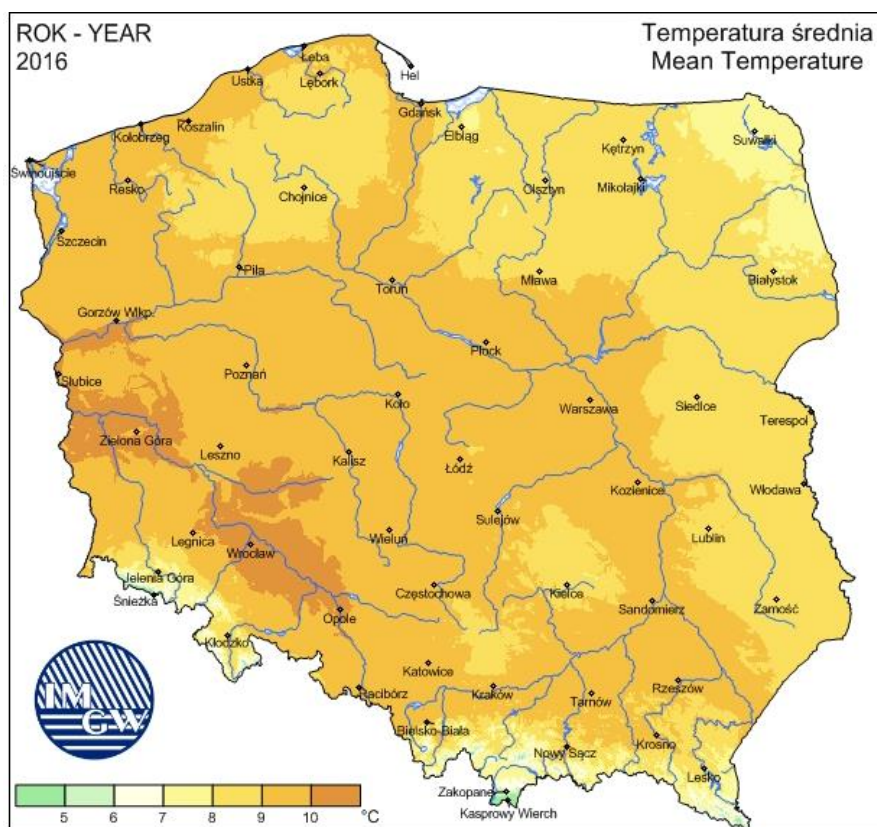 ROK - YEAR
2016
Temperatura średnia
Mean Temperature
Łeba
Ustka
Lębork
Hel
Gdańsk
Koszalin
Kołobrzeg
Elbląg
Suwałki
Kętrzyn
Świnoujście
Resko
Chojnice
Olsztyn
Mikołajki
Szczecin
Piła
Toruń
Mława
Białystok
Gorzów Wlkp.
Płock
Słubice
Poznań
Koło
Warszawa
Siedlce
Terespol
Zielona Góra
Leszno
Kalisz
Łódź
Kozienice
Włodawa
Sulejów
Legnica
Wrocław
Wieluń
Lublin
Jelenia Góra
Śnieżka
Częstochowa
Kielce
Sandomierz
Zamość
Opole
Kłodzko
Katowice
Racibórz
Kraków
Tarnów
Rzeszów
Bielsko-Biała
Nowy Sącz
Krosno
Lesko
Zakopane
Kasprowy Wierch
IM
GW
5 6 7 8 9 10 °C